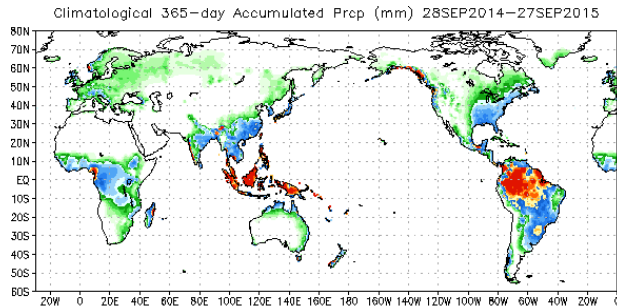 Climatological 365-day Accumulated Prcp (mm) 28SEP2014-27SEP2015
80N
70N
60N
50N
40N
30N
20N
10N
EQ
10S
20S
30S
40S
50S
60S
20W 0 20E 40E 60E 80E 100E 120E 140E 160E 180 160W 140W 120W 100W 80W 60W 40W 20W 0